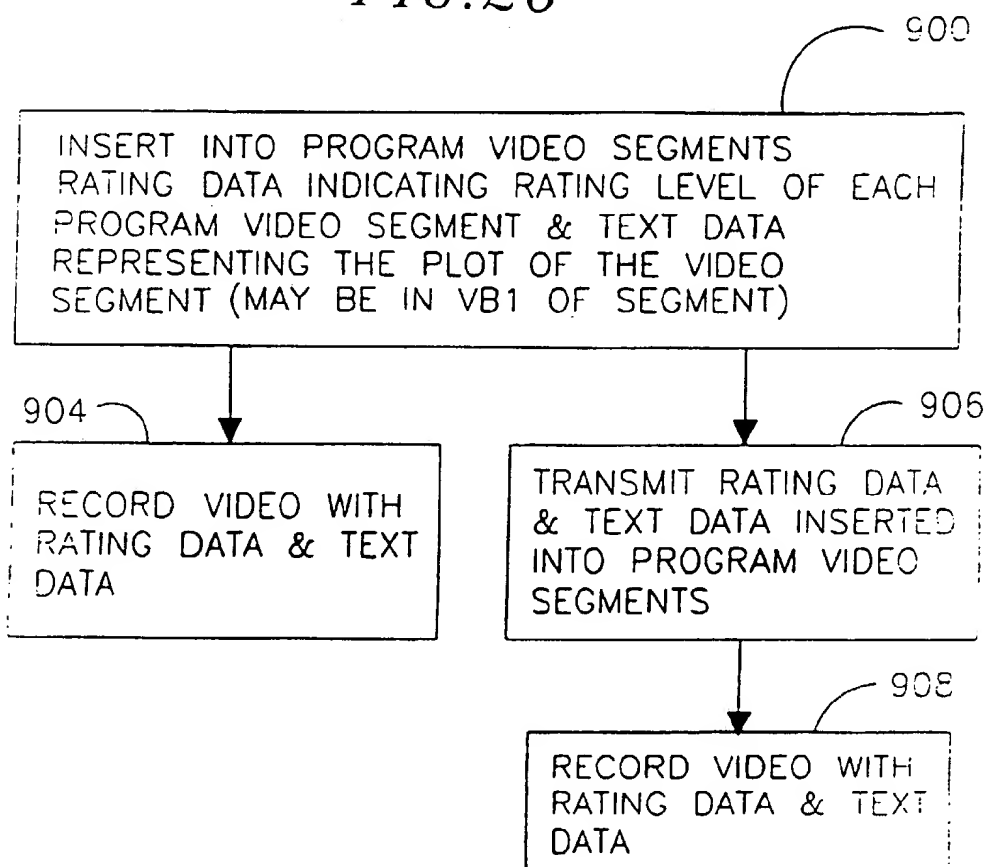 FIG.26
900
INSERT INTO PROGRAM VIDEO SEGMENTS
RATING DATA INDICATING RATING LEVEL OF EACH
PROGRAM VIDEO SEGMENT & TEXT DATA
REPRESENTING THE PLOT OF THE VIDEO
SEGMENT (MAY BE IN VB1 OF SEGMENT)
904
RECORD VIDEO WITH
RATING DATA & TEXT
DATA
906
TRANSMIT RATING DATA
& TEXT DATA INSERTED
INTO PROGRAM VIDEO
SEGMENTS
908
RECORD VIDEO WITH
RATING DATA & TEXT
DATA